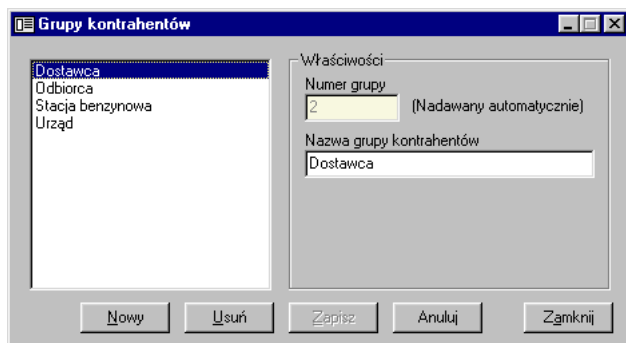 Grupy kontrahentów
Dostawca
Odbiorca
Stacja benzynowa
Urząd
Właściwości
Numer grupy
2 (Nadawany automatycznie)
Nazwa grupy kontrahentów
Dostawca
Nowy Usuń Zapisz Anuluj Zamknij